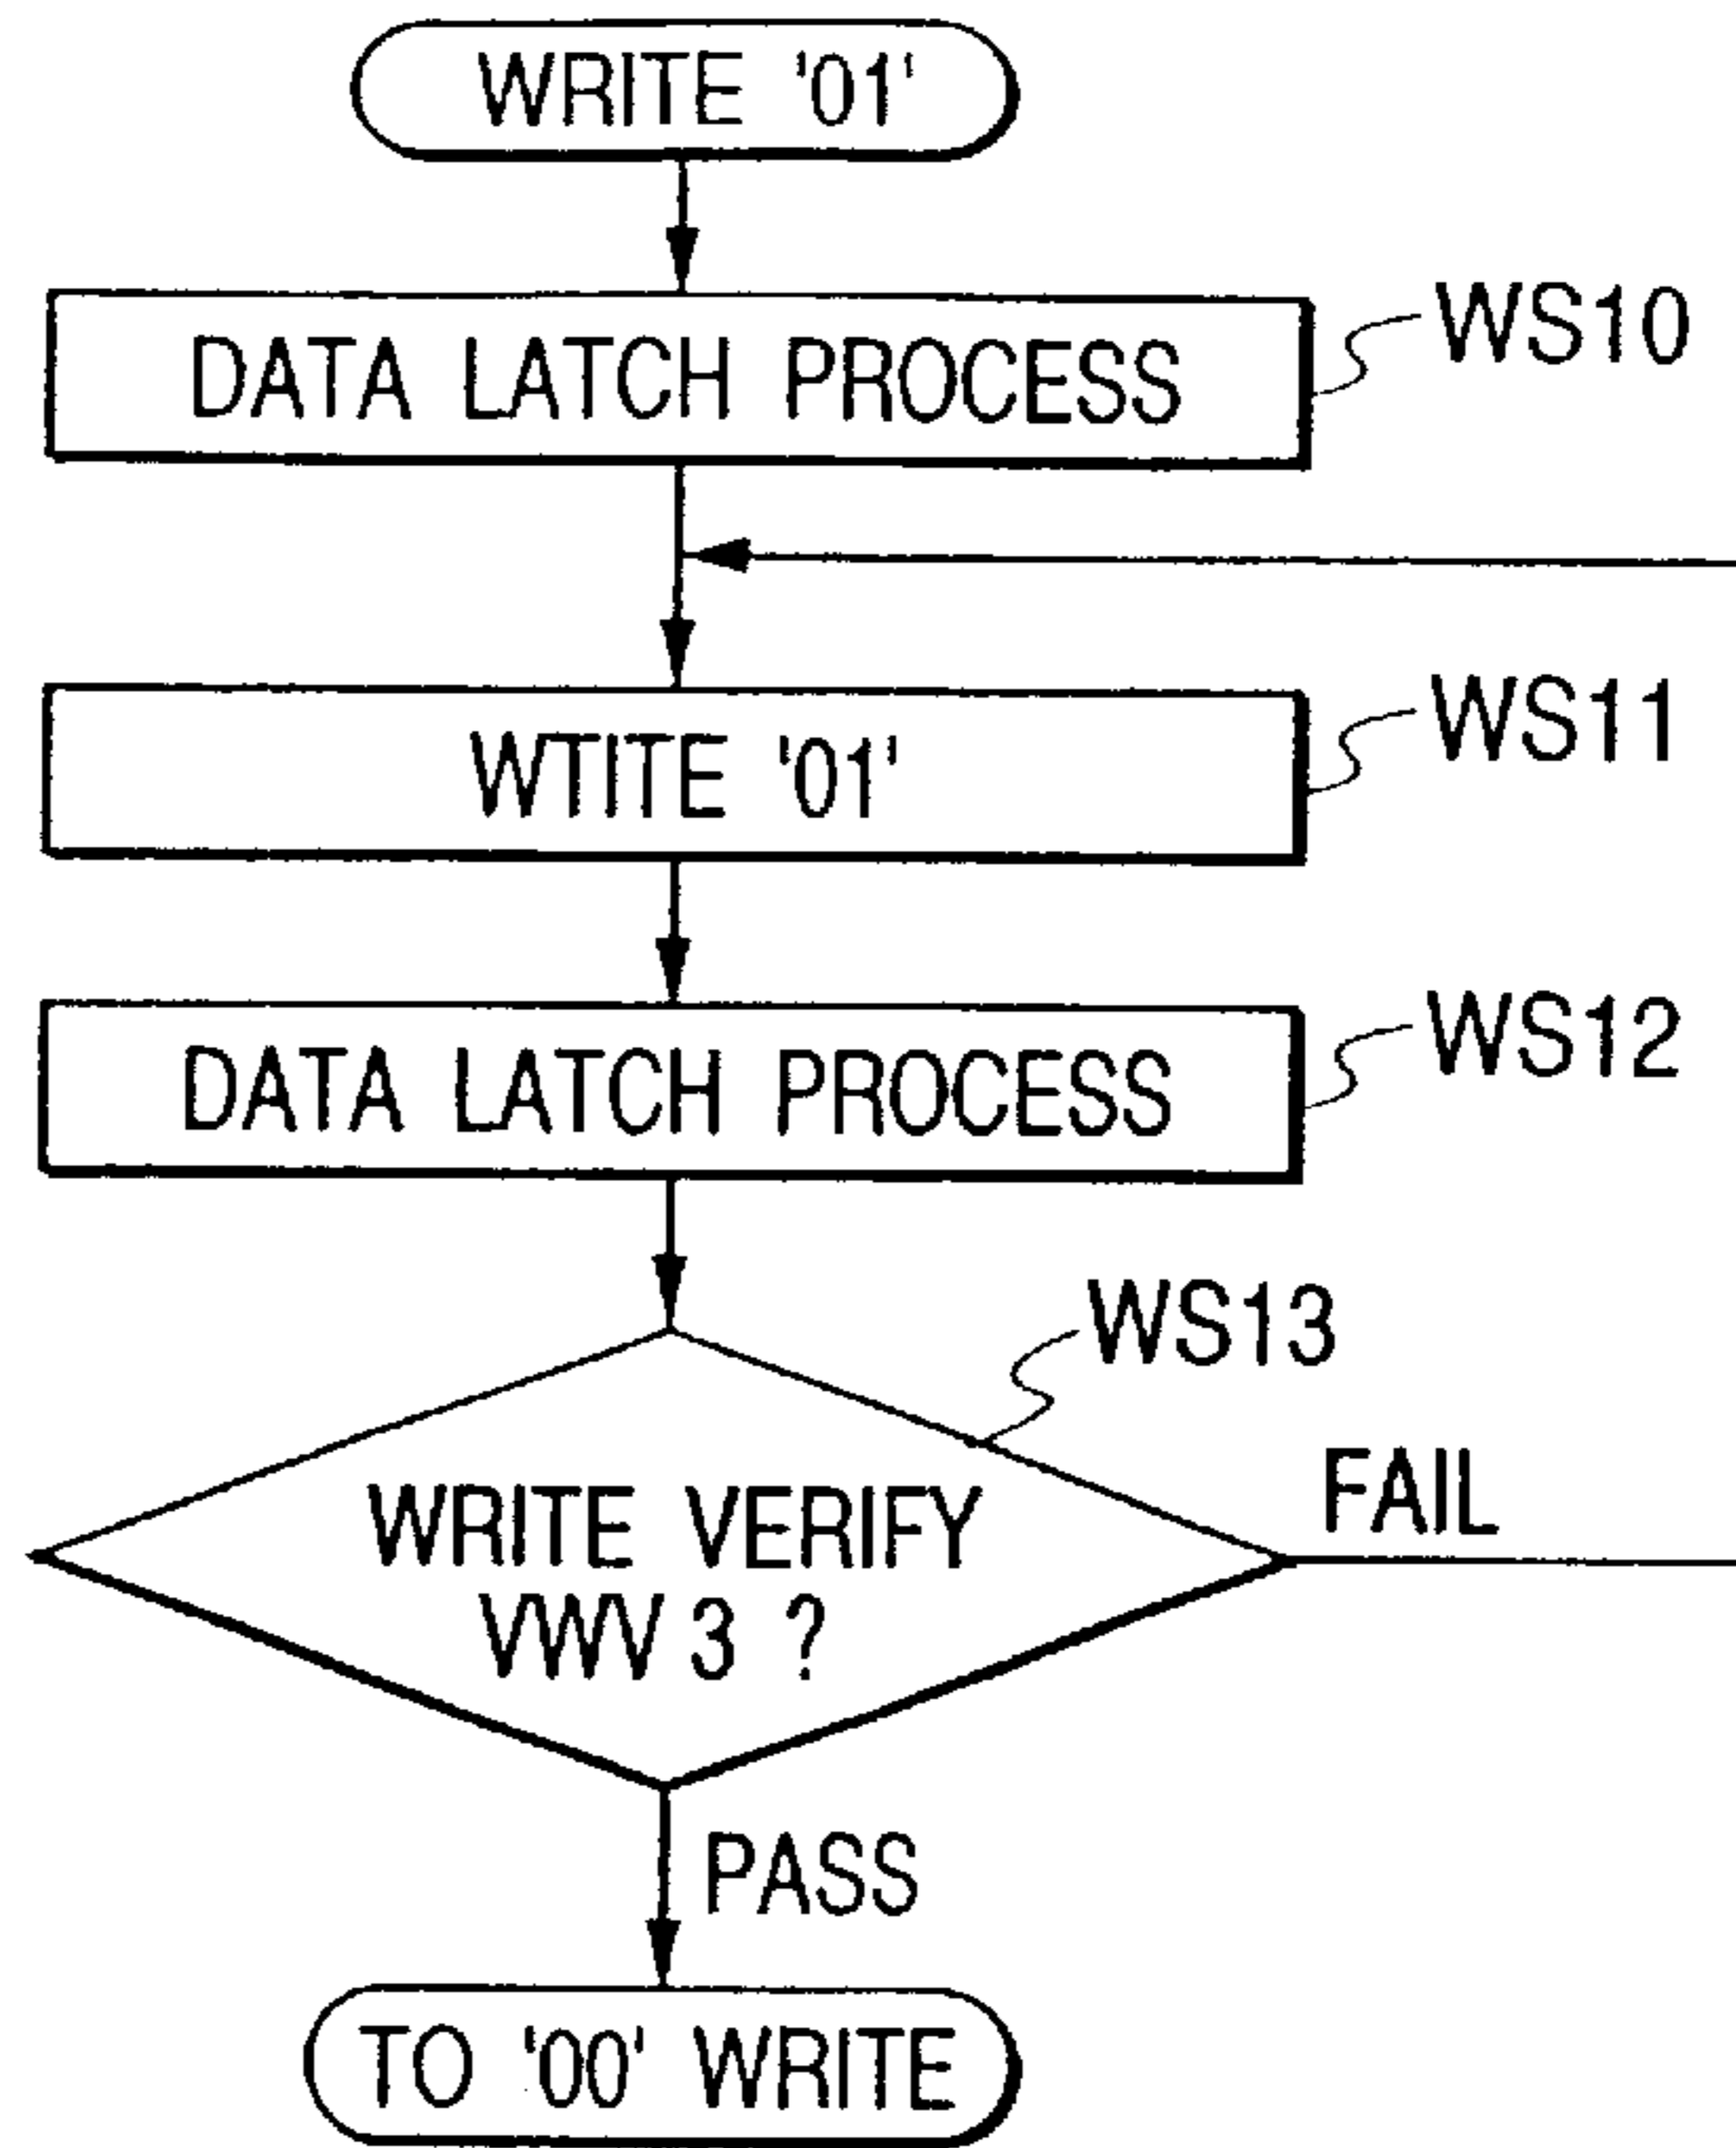 WRITE '01'
DATA LATCH PROCESS
WS10
WTITE '01'
WS11
DATA LATCH PROCESS
WS12
WS13
WRITE VERIFY
VWV 3 ?
FAIL
PASS
TO '00' WRITE